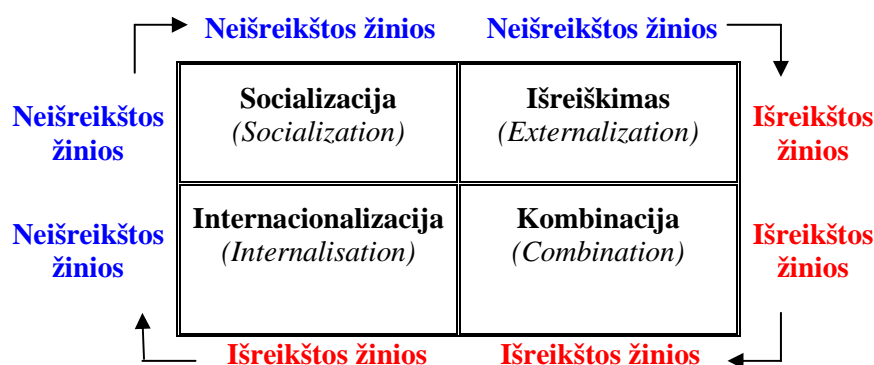 Neišreikštos žinios Neišreikštos žinios
Neišreikštos
žinios
Socializacija
(Socialization)
Išreiškimas
(Externalization)
Išreikštos
žinios
Neišreikštos
žinios
Internacionalizacija
(Internalisation)
Kombinacija
(Combination)
Išreikštos
žinios
Išreikštos žinios Išreikštos žinios